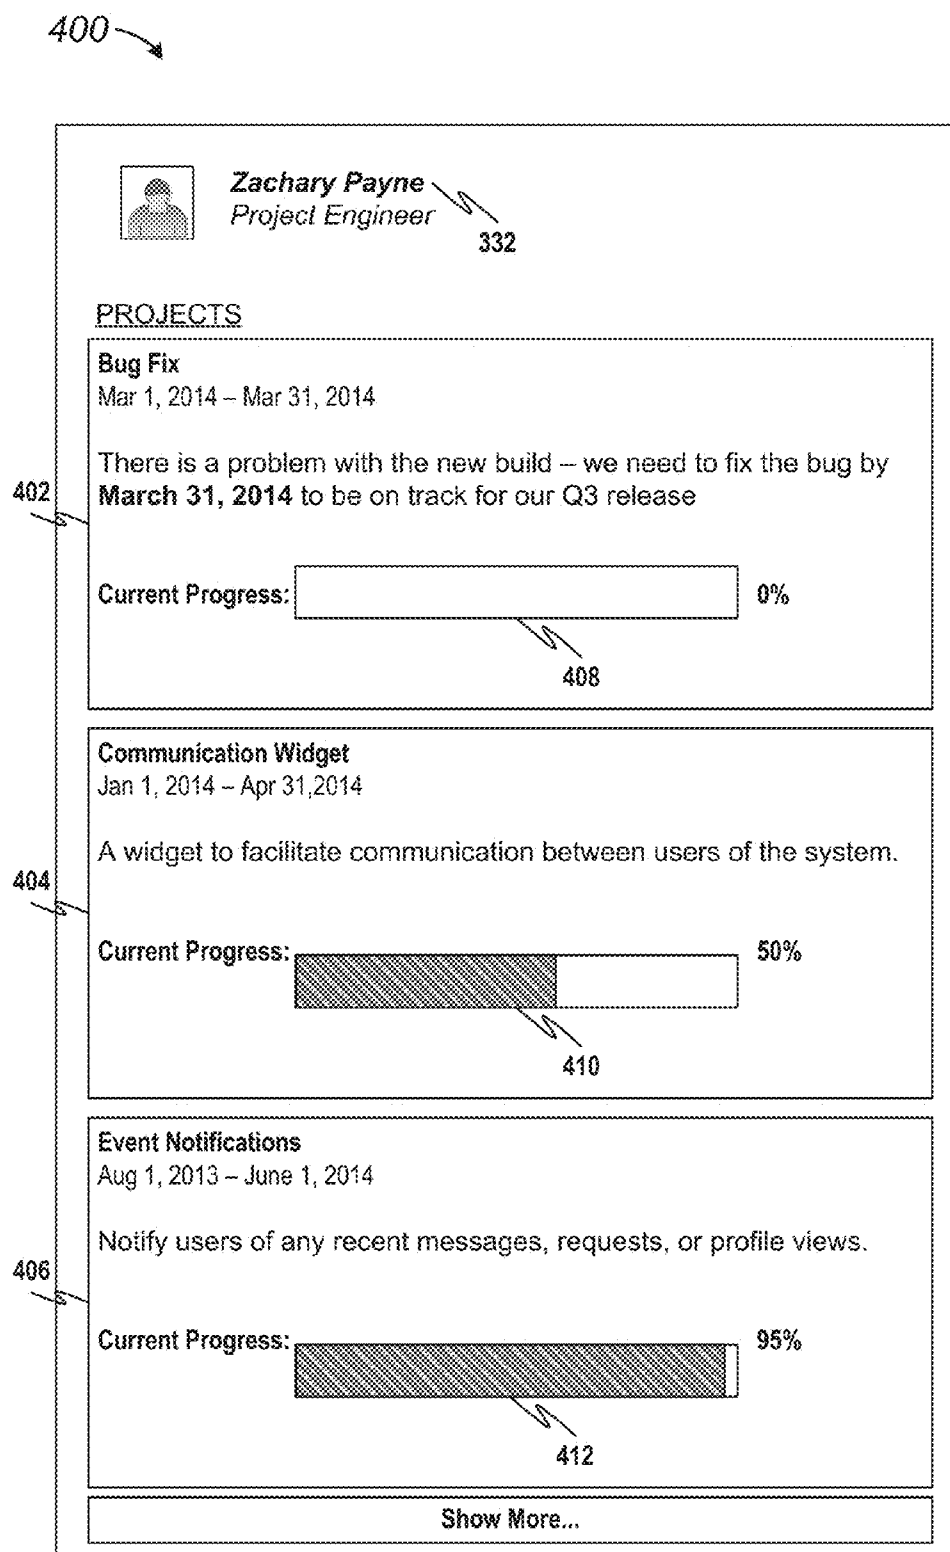 400
Zachary Payne
Project Engineer
332
PROJECTS
Bug Fix
Mar 1, 2014 – Mar 31, 2014
There is a problem with the new build – we need to fix the bug by
March 31, 2014 to be on track for our Q3 release
402
Current Progress: 0%
408
Communication Widget
Jan 1, 2014 – Apr 31,2014
A widget to facilitate communication between users of the system.
404
Current Progress: 50%
410
Event Notifications
Aug 1, 2013 – June 1, 2014
Notify users of any recent messages, requests, or profile views.
406
Current Progress: 95%
412
Show More...